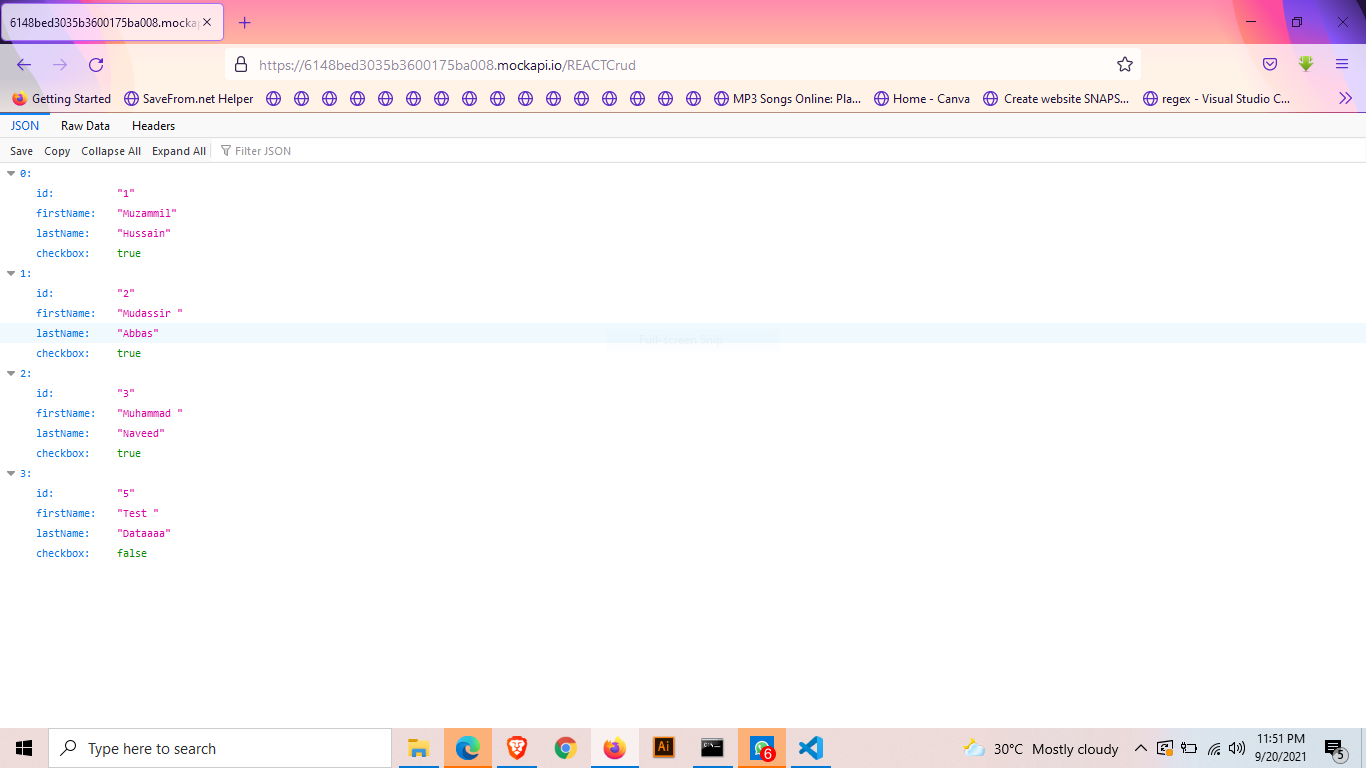 6148bed3035b3600175ba008.mocka
https://6148bed3035b3600175ba008.mockapi.io/REACTCrud
Getting Started SaveFrom.net Helper MP3 Songs Online: Pla... Home - Canva Create website SNAPS... regex - Visual Studio C...
JSON Raw Data Headers
Save Copy Collapse All Expand All Filter JSON
0:
id: "1"
firstName: "Muzammil"
lastName: "Hussain"
checkbox: true
1:
id: "2"
firstName: "Mudassir "
lastName: "Abbas"
Full-screen Snip
checkbox: true
2:
id: "3"
firstName: "Muhammad "
lastName: "Naveed"
checkbox: true
3:
id: "5"
firstName: "Test "
lastName: "Dataaaa"
checkbox: false
Type here to search Ai 6 30°C Mostly cloudy 11:51 PM 5
9/20/2021